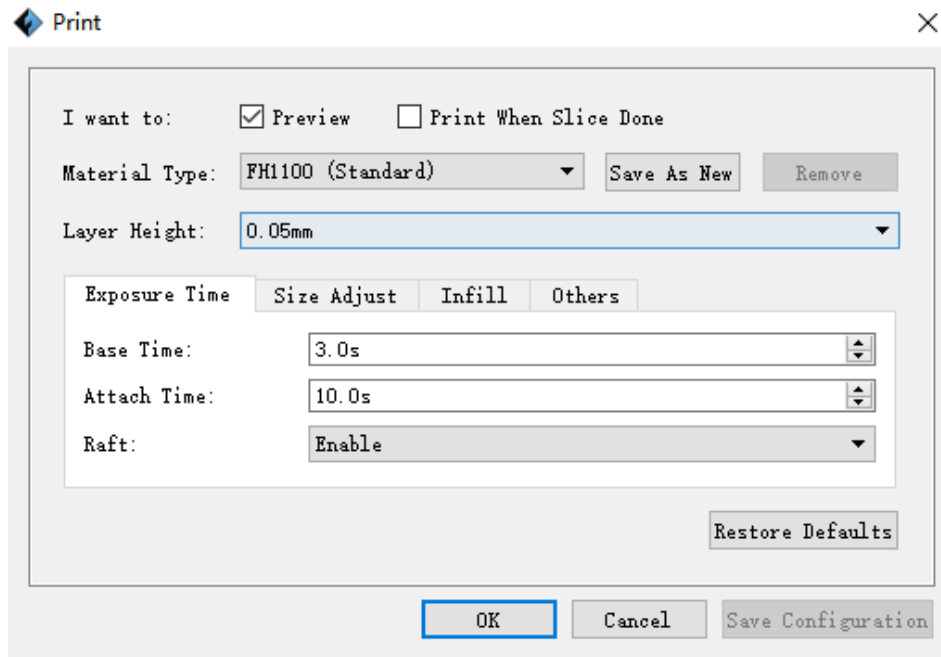 Print
I want to: Preview Print When Slice Done
Material Type: FH1100 (Standard) Save As New Remove
Layer Height: 0.05mm
Exposure Time Size Adjust Infill Others
Base Time: 3.0s
Attach Time: 10.0s
Raft: Enable
Restore Defaults
OK Cancel Save Configuration